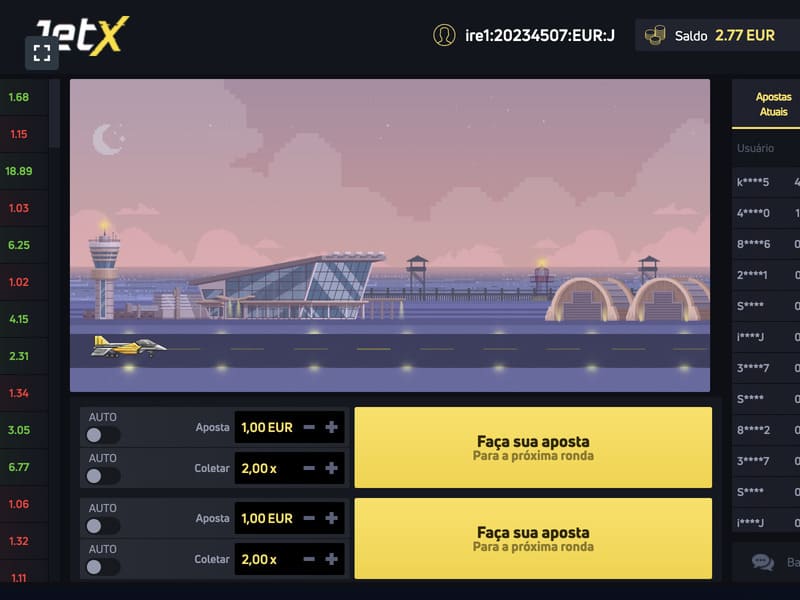 JetX
ire1:20234507:EUR:J
Saldo 2.77 EUR
1.68
1.15
18.89
1.03
6.25
1.02
4.15
2.31
1.34
3.05
6.77
1.06
1.32
1.11
AUTO
Aposta 1,00 EUR
AUTO
Coletar 2,00 x
Faça sua aposta
Para a próxima ronda
AUTO
Aposta 1,00 EUR
AUTO
Coletar 2,00 x
Faça sua aposta
Para a próxima ronda
Apostas
Atuais
Usuário
k****5
4****0
8****6
2****1
S****
i****J
3****7
S****
8****2
3****7
S****
i****J